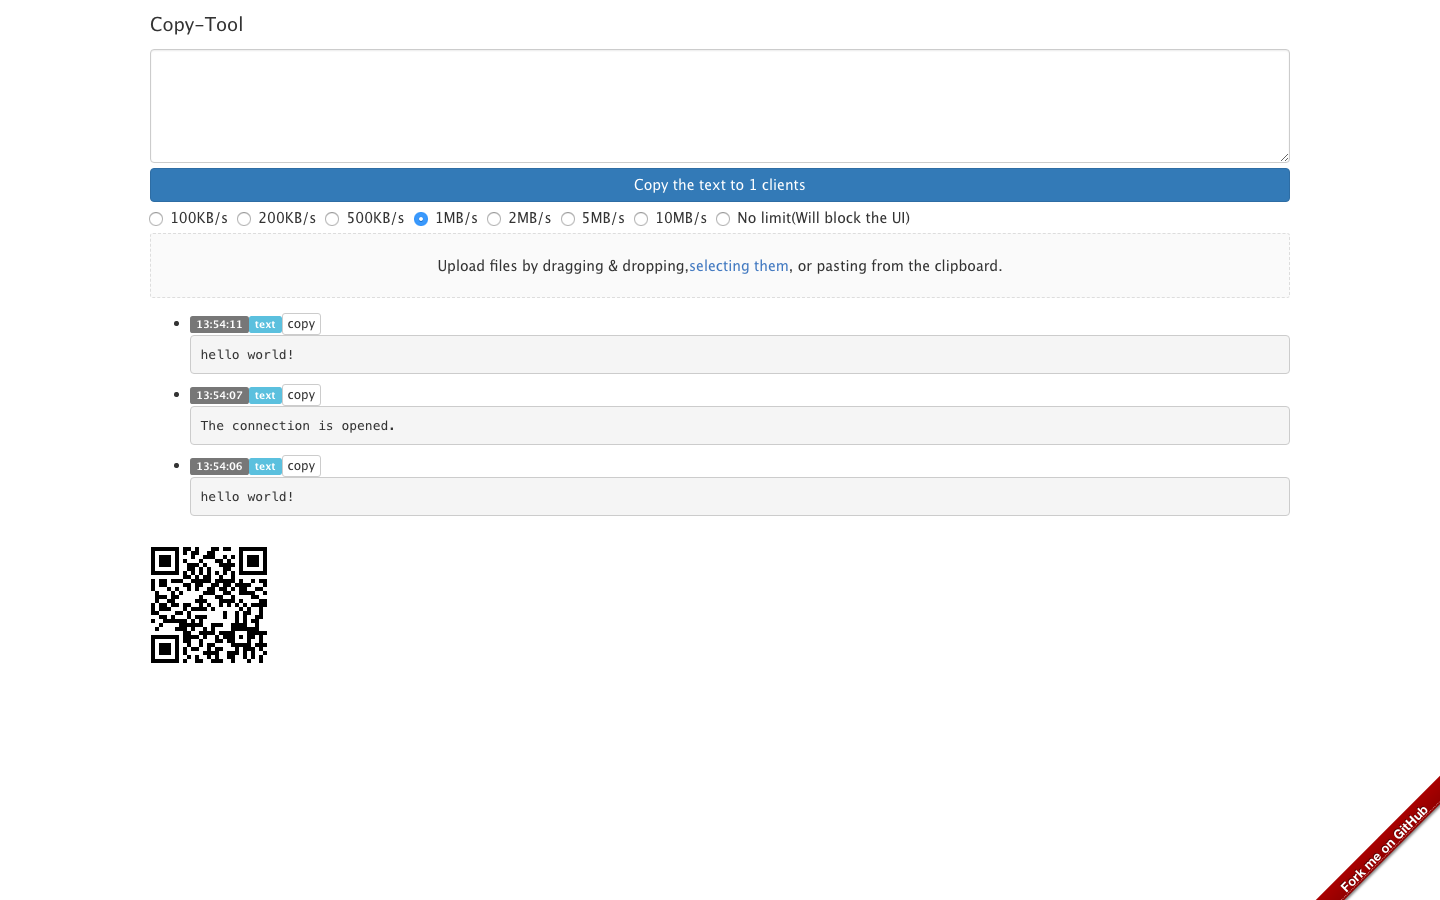 Copy-Tool
Copy the text to 1 clients
100KB/s 200KB/s 500KB/s 1MB/s 2MB/s 5MB/s 10MB/s No limit(Will block the UI)
Upload files by dragging & dropping,selecting them, or pasting from the clipboard.
13:54:11 text copy
hello world!
13:54:07 text copy
The connection is opened.
13:54:06 text copy
hello world!
Fork me on GitHub